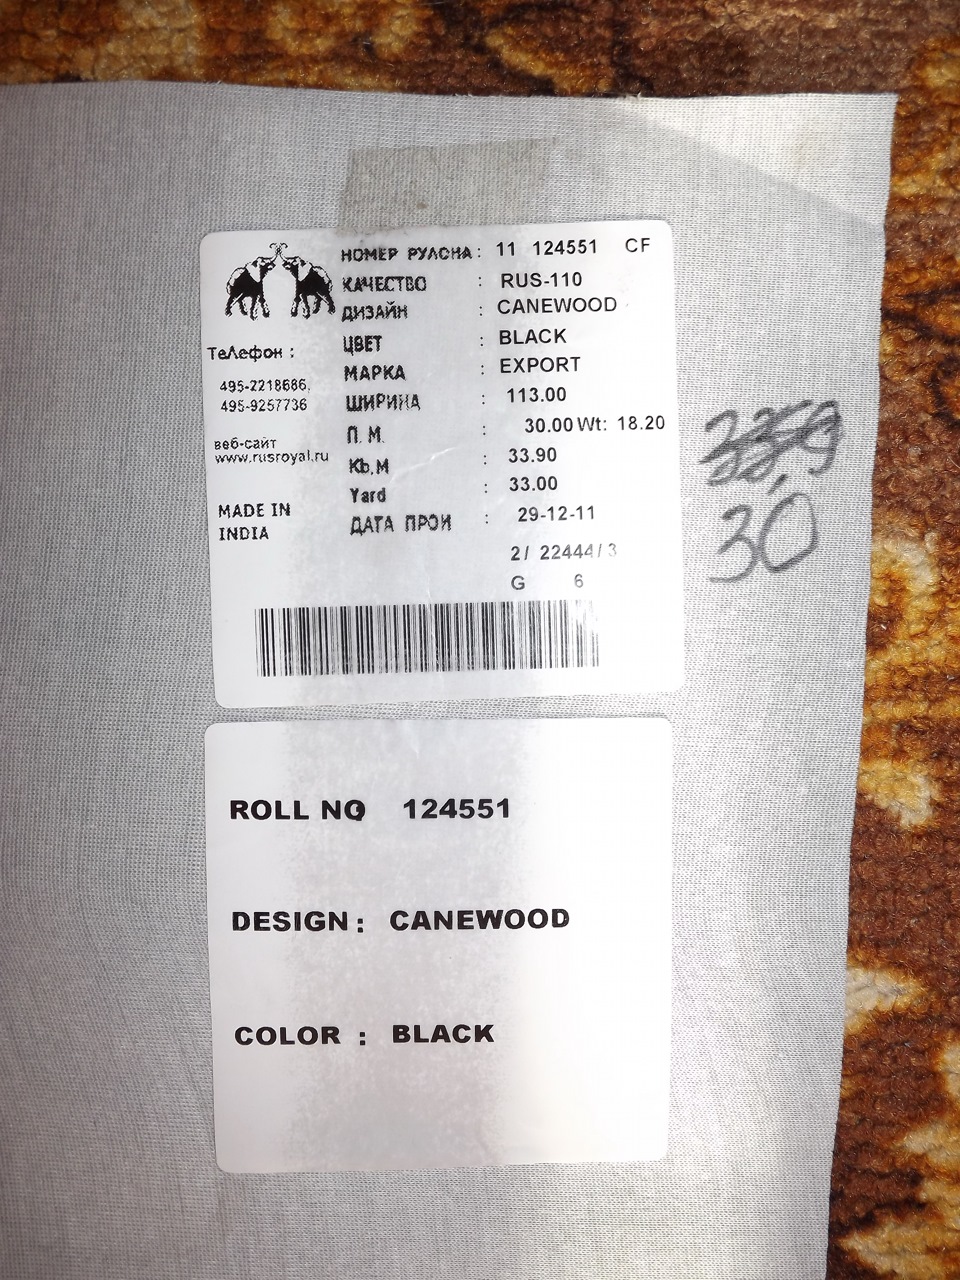 НОМЕР РУЛОНА : 11 124551 CF
КАЧЕСТВО : RUS-110
ДИЗАЙН : CANEWOOD
ЦВЕТ : BLACK
МАРКА : EXPORT
ШИРИНА : 113.00
П. М. : 30.00 Wt: 18.20
Kb.M : 33.90
Yard : 33.00
ДАТА ПРОИ : 29-12-11
2/ 22444/3
G 6
Телефон :
495-2218686,
495-9257736
веб-сайт
www.rusroyal.ru
MADE IN
INDIA
30
ROLL NO 124551
DESIGN : CANEWOOD
COLOR : BLACK